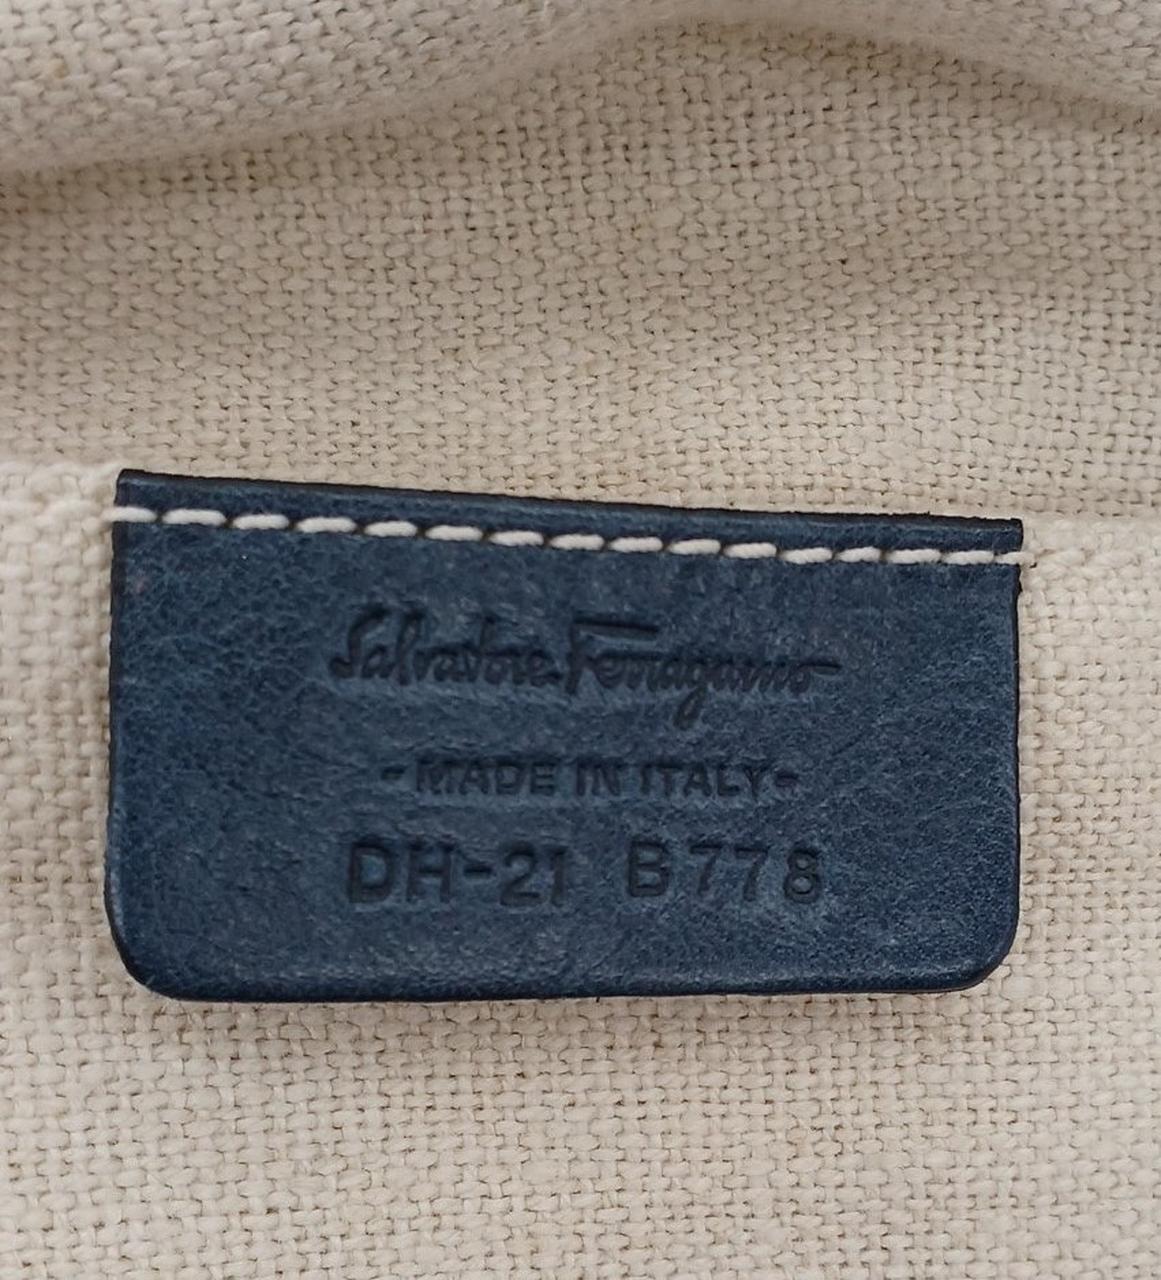 Salvatore Ferragamo
- MADE IN ITALY -
DH-21 B778